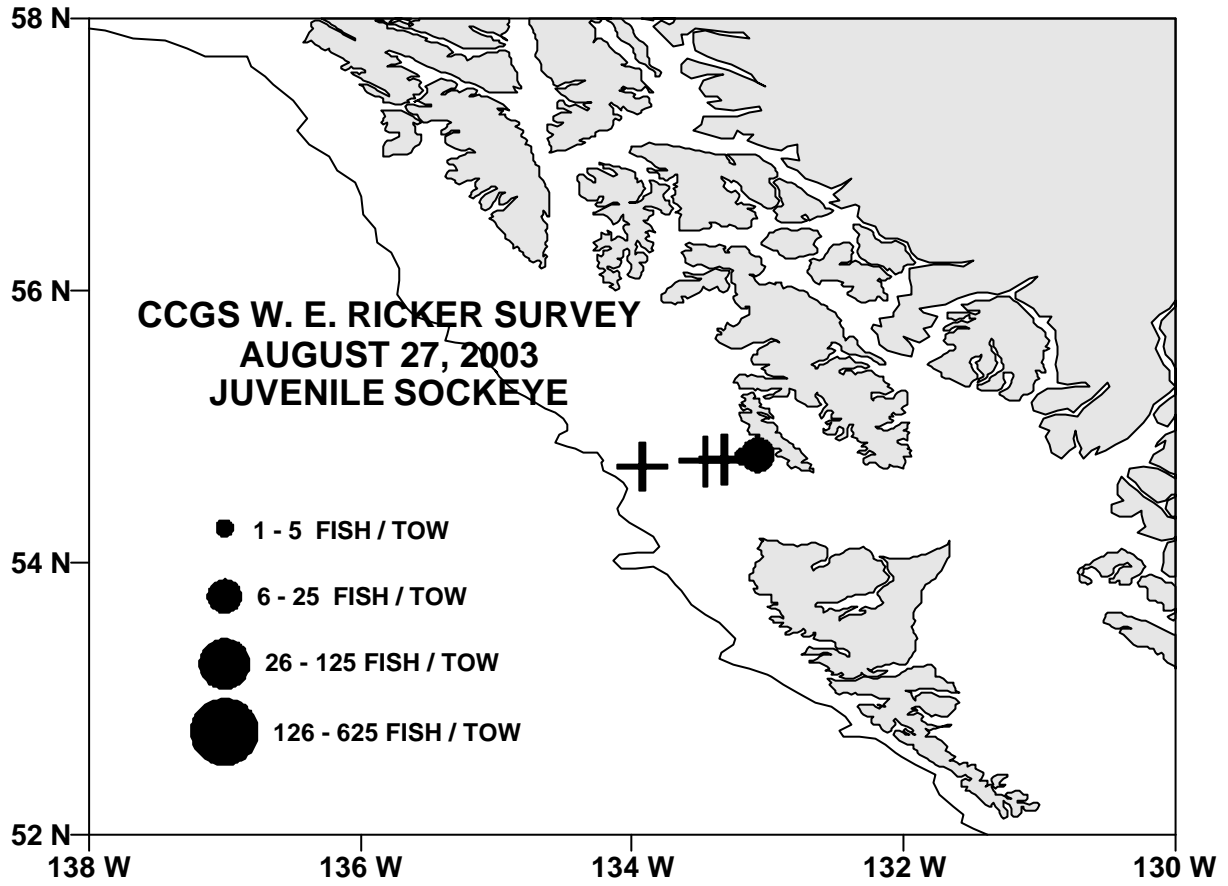 58 N
56 N
CCGS W. E. RICKER SURVEY
AUGUST 27, 2003
JUVENILE SOCKEYE
1 - 5 FISH / TOW
54 N
6 - 25 FISH / TOW
26 - 125 FISH / TOW
126 - 625 FISH / TOW
52 N
138 W 136 W 134 W 132 W 130 W